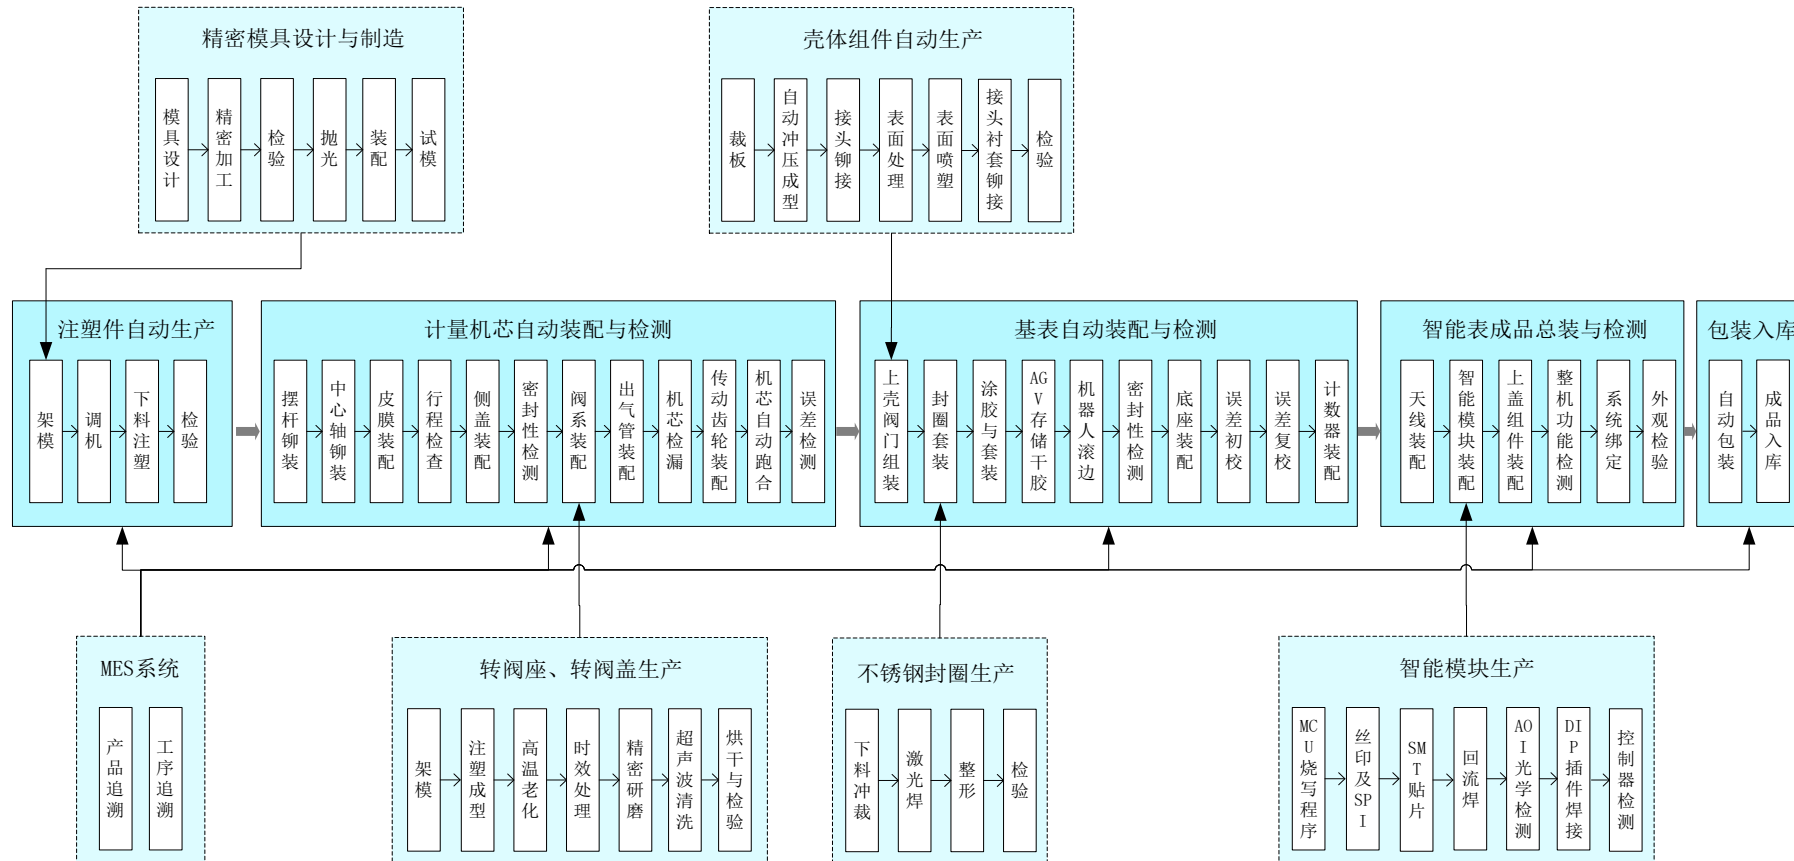 精密模具设计与制造
模具设计
精密加工
检验
抛光
装配
试模
壳体组件自动生产
裁板
自动冲压成型
接头铆接
表面处理
表面喷塑
接头衬套铆接
检验
注塑件自动生产
架模
调机
下料注塑
检验
计量机芯自动装配与检测
摆杆铆装
中心轴铆装
皮膜装配
行程检查
侧盖装配
密封性检测
阀系装配
出气管装配
机芯检漏
传动齿轮装配
机芯自动跑合
误差检测
基表自动装配与检测
上壳阀门组装
封圈套装
涂胶与套装
AGV存储干胶
机器人滚边
密封性检测
底座装配
误差初校
误差复校
计数器装配
智能表成品总装与检测
天线装配
智能模块装配
上盖组件装配
整机功能检测
系统绑定
外观检验
包装入库
自动包装
成品入库
MES系统
产品追溯
工序追溯
转阀座、转阀盖生产
架模
注塑成型
高温老化
时效处理
精密研磨
超声波清洗
烘干与检验
不锈钢封圈生产
下料冲裁
激光焊
整形
检验
智能模块生产
MCU烧写程序
丝印及SPI
SMT贴片
回流焊
AOI光学检测
DIP插件焊接
控制器检测